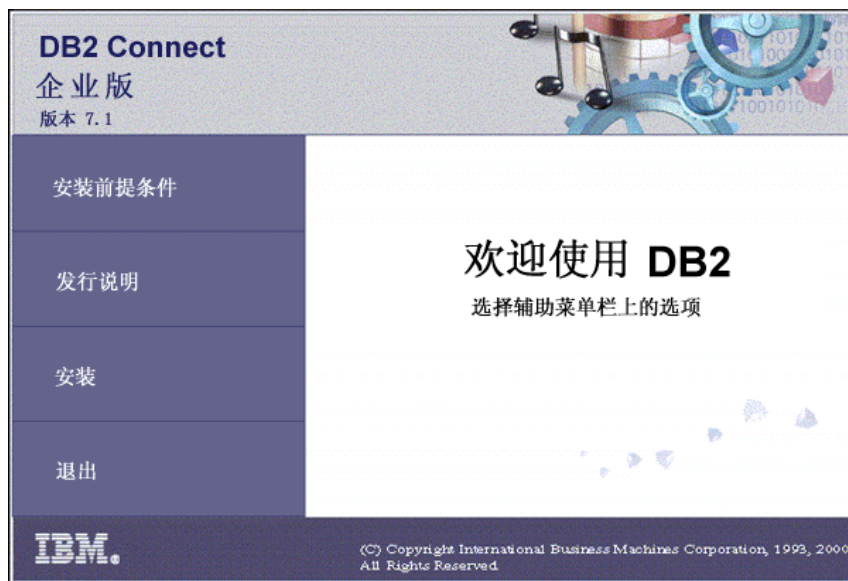 DB2 Connect
企业版
版本 7.1
安装前提条件
发行说明
安装
退出
欢迎使用 DB2
选择辅助菜单栏上的选项
IBM.
(C) Copyright International Business Machines Corporation, 1993, 2000
All Rights Reserved